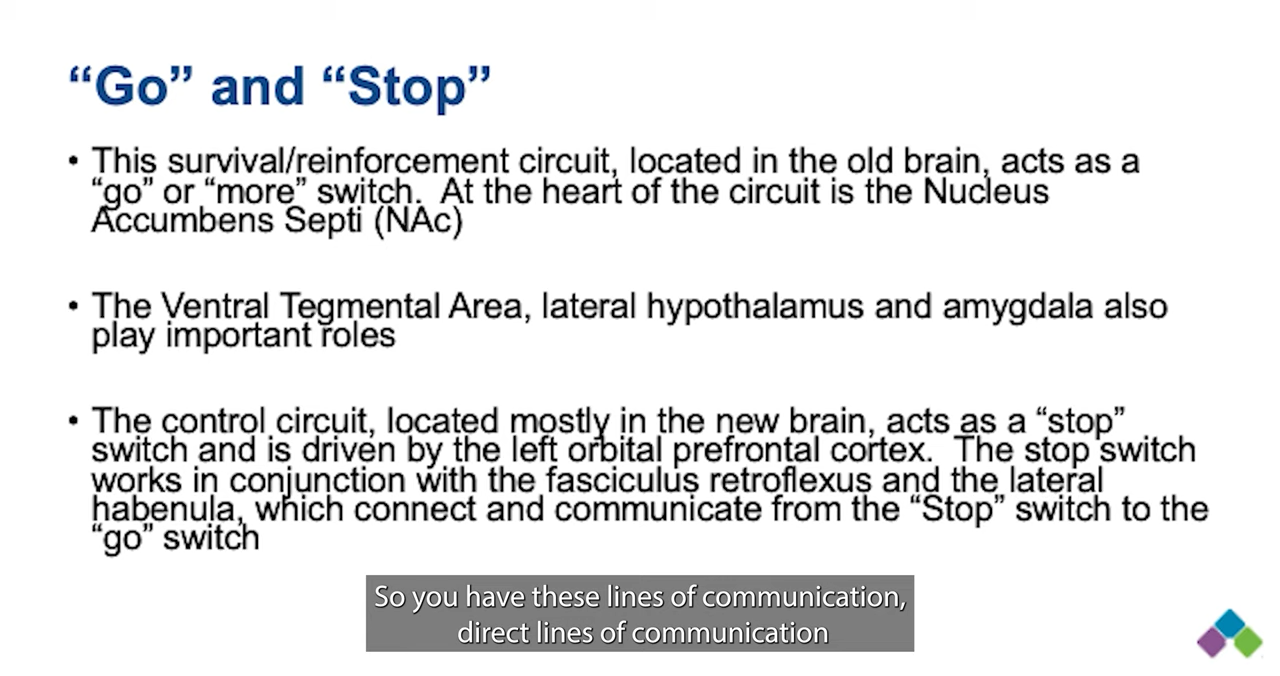 “Go” and “Stop”
• This survival/reinforcement circuit, located in the old brain, acts as a
“go” or “more” switch.  At the heart of the circuit is the Nucleus
Accumbens Septi (NAc)
• The Ventral Tegmental Area, lateral hypothalamus and amygdala also
play important roles
• The control circuit, located mostly in the new brain, acts as a “stop”
switch and is driven by the left orbital prefrontal cortex.  The stop switch
works in conjunction with the fasciculus retroflexus and the lateral
habenula, which connect and communicate from the “Stop” switch to the
“go” switch
So you have these lines of communication,
direct lines of communication